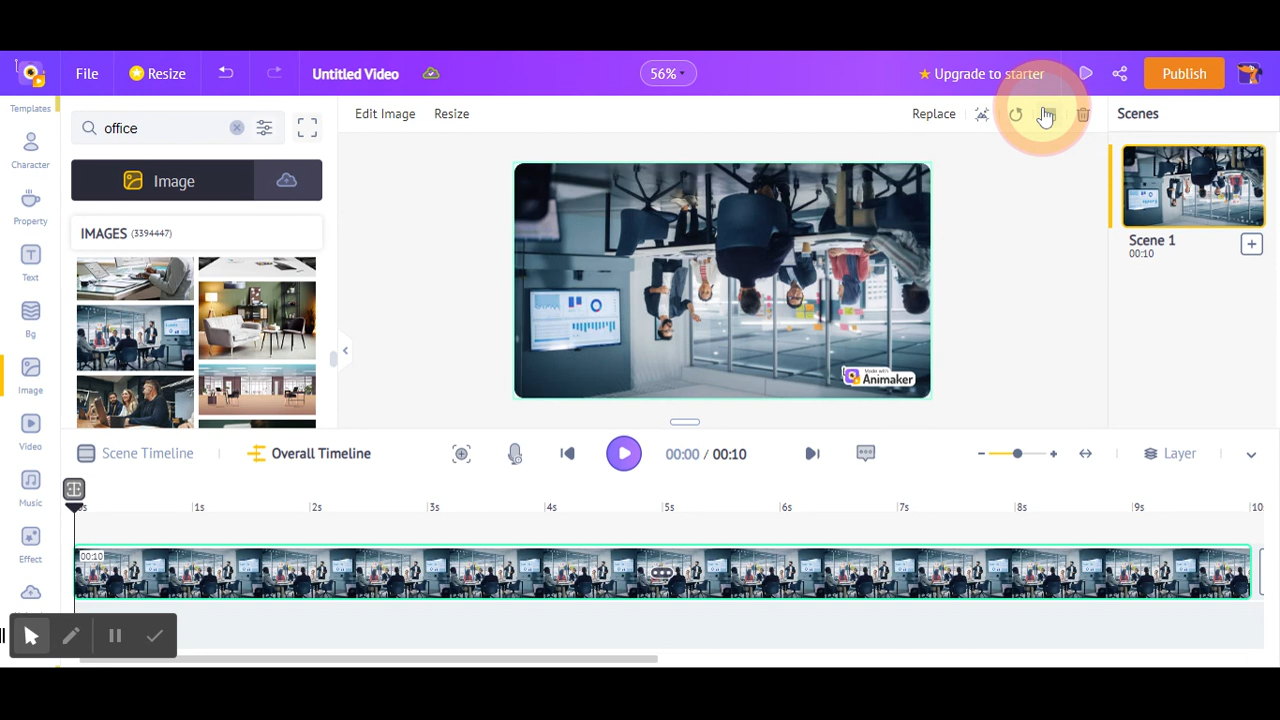 File
Resize
Untitled Video
56%
Upgrade to starter
Publish
Templates
Character
Property
Text
Bg
Image
Video
Music
Effect
office
Image
IMAGES (3394447)
Edit Image
Resize
Replace
Made with
Animaker
Scenes
Scene 1
00:10
Scene Timeline
Overall Timeline
00:00 / 00:10
Layer
1s
2s
3s
4s
5s
6s
7s
8s
9s
10
00:10